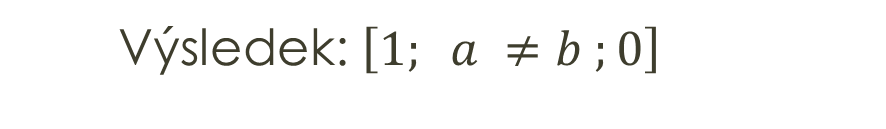 Výsledek: [1; a ≠ b ; 0]